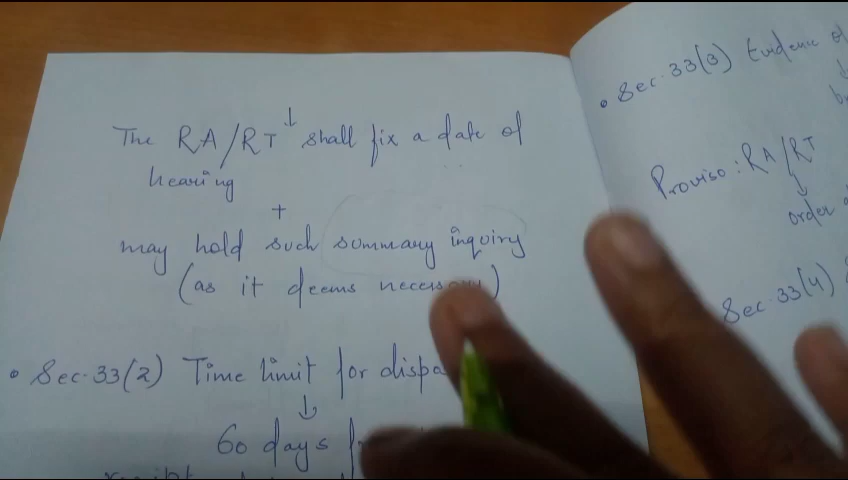 The RA/RT ↓ shall fix a date of
hearing
+
may hold such summary inquiry
(as it deems necessary)
• Sec. 33(2) Time limit for
↓
60 days
• Sec. 33(3) Evidence
Proviso: RA/RT
↓
order
Sec. 33(4)